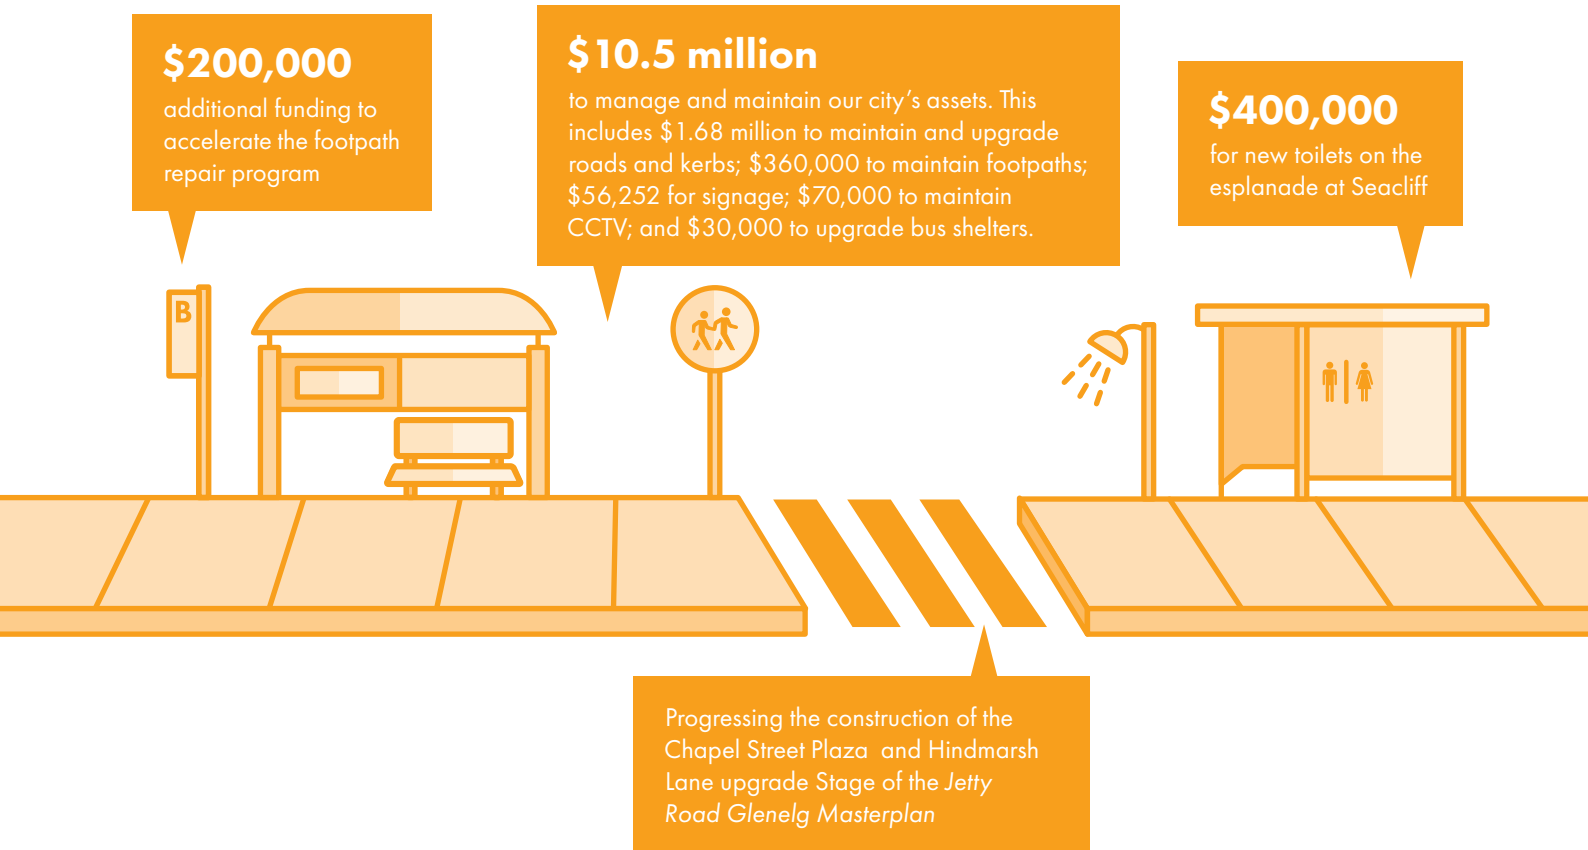 $200,000
additional funding to
accelerate the footpath
repair program
$10.5 million
to manage and maintain our city’s assets. This
includes $1.68 million to maintain and upgrade
roads and kerbs; $360,000 to maintain footpaths;
$56,252 for signage; $70,000 to maintain
CCTV; and $30,000 to upgrade bus shelters.
$400,000
for new toilets on the
esplanade at Seacliff
B
Progressing the construction of the
Chapel Street Plaza and Hindmarsh
Lane upgrade Stage of the Jetty
Road Glenelg Masterplan